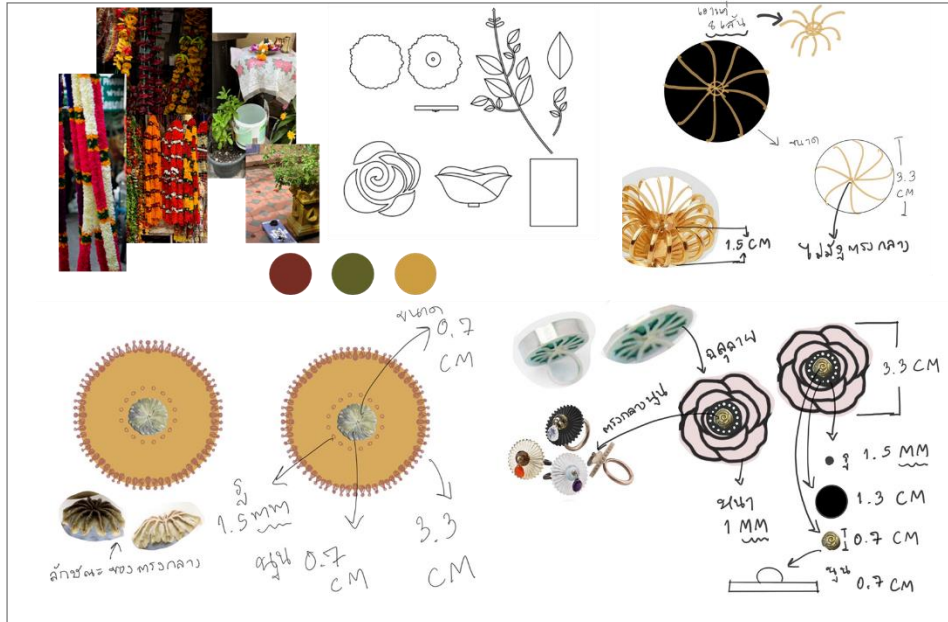 เอาแค่
8 เส้น
ขนาด
3.3
CM
1.5 CM
ไม่มีรูตรงกลาง
ขนาด
0.7
CM
รู
1.5 mm
นูน 0.7
CM
3.3
CM
ลักษณะของตรงกลาง
ฉลุลาย
ตรงกลางนูน
หนา
1 MM
3.3 CM
รู 1.5 MM
1.3 CM
0.7 CM
นูน
0.7 CM